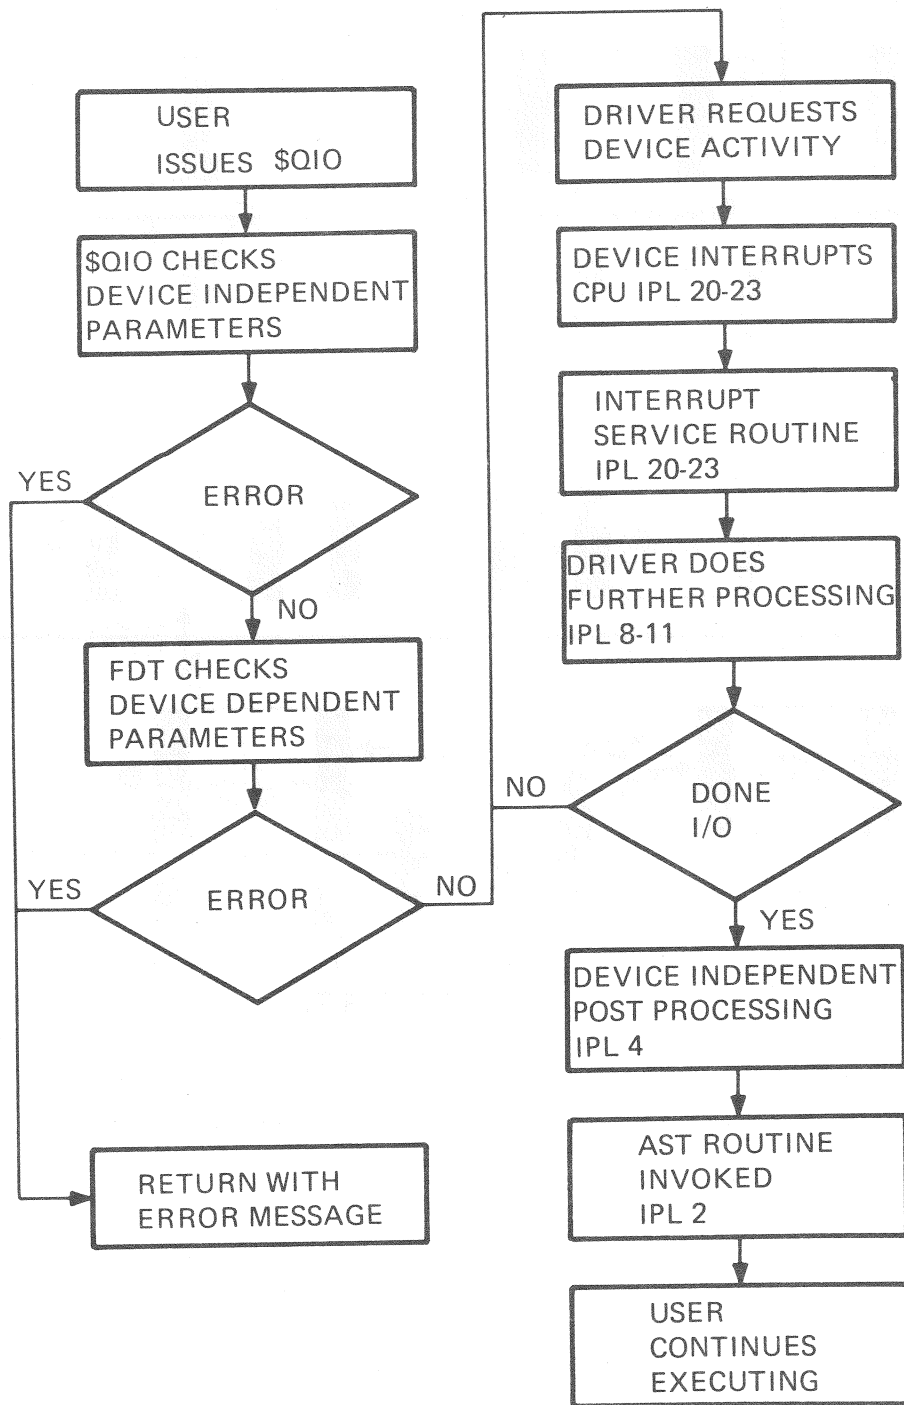 USER
ISSUES $QIO
$QIO CHECKS
DEVICE INDEPENDENT
PARAMETERS
YES
ERROR
NO
FDT CHECKS
DEVICE DEPENDENT
PARAMETERS
YES
ERROR
NO
RETURN WITH
ERROR MESSAGE
DRIVER REQUESTS
DEVICE ACTIVITY
DEVICE INTERRUPTS
CPU IPL 20-23
INTERRUPT
SERVICE ROUTINE
IPL 20-23
DRIVER DOES
FURTHER PROCESSING
IPL 8-11
NO
DONE
I/O
YES
DEVICE INDEPENDENT
POST PROCESSING
IPL 4
AST ROUTINE
INVOKED
IPL 2
USER
CONTINUES
EXECUTING